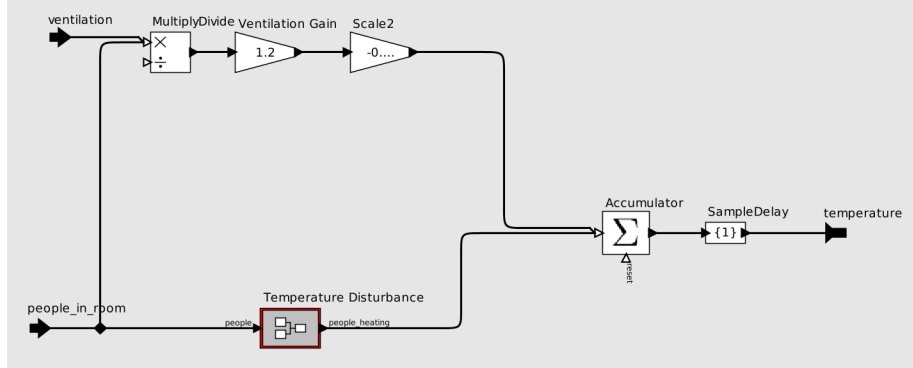 ventilation
MultiplyDivide
Ventilation Gain
Scale2
×
÷
1.2
-0....
Accumulator
Σ
reset
SampleDelay
{1}
temperature
people_in_room
Temperature Disturbance
people
people_heating